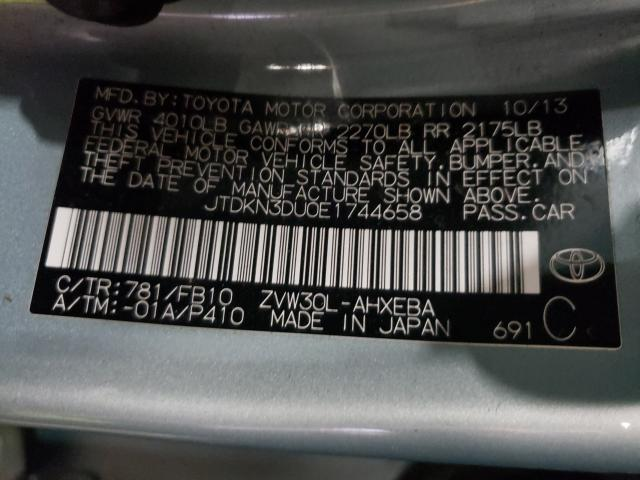 MFD. BY: TOYOTA MOTOR CORPORATION 10/13
GVWR 4010LB GAWR 2270LB RR 2175LB
THIS VEHICLE CONFORMS TO ALL APPLICABLE
FEDERAL MOTOR VEHICLE SAFETY, BUMPER, AND
THEFT PREVENTION STANDARDS IN EFFECT ON
THE DATE OF MANUFACTURE SHOWN ABOVE.
JTDKN3DU0E1744658 PASS.CAR
C/TR:781/FB10 ZVW30L-AHXEBA
A/TM:-01A/P410 MADE IN JAPAN 691 C